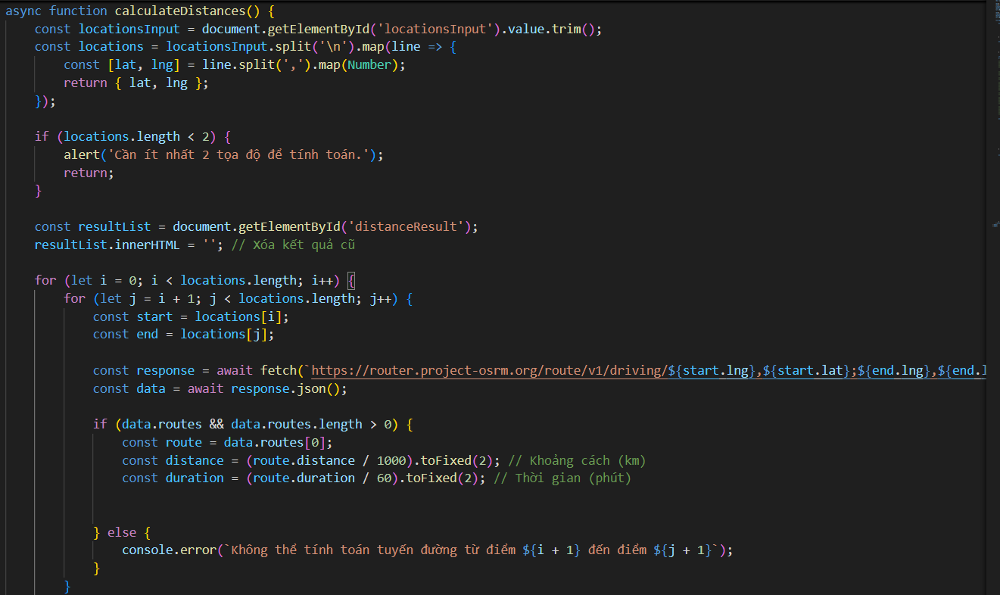 async function calculateDistances() {
    const locationsInput = document.getElementById('locationsInput').value.trim();
    const locations = locationsInput.split('\n').map(line => {
        const [lat, lng] = line.split(',').map(Number);
        return { lat, lng };
    });

    if (locations.length < 2) {
        alert('Cần ít nhất 2 tọa độ để tính toán.');
        return;
    }

    const resultList = document.getElementById('distanceResult');
    resultList.innerHTML = ''; // Xóa kết quả cũ

    for (let i = 0; i < locations.length; i++) {
        for (let j = i + 1; j < locations.length; j++) {
            const start = locations[i];
            const end = locations[j];

            const response = await fetch(`https://router.project-osrm.org/route/v1/driving/${start.lng},${start.lat};${end.lng},${end.l
            const data = await response.json();

            if (data.routes && data.routes.length > 0) {
                const route = data.routes[0];
                const distance = (route.distance / 1000).toFixed(2); // Khoảng cách (km)
                const duration = (route.duration / 60).toFixed(2); // Thời gian (phút)

            } else {
                console.error(`Không thể tính toán tuyến đường từ điểm ${i + 1} đến điểm ${j + 1}`);
            }
        }